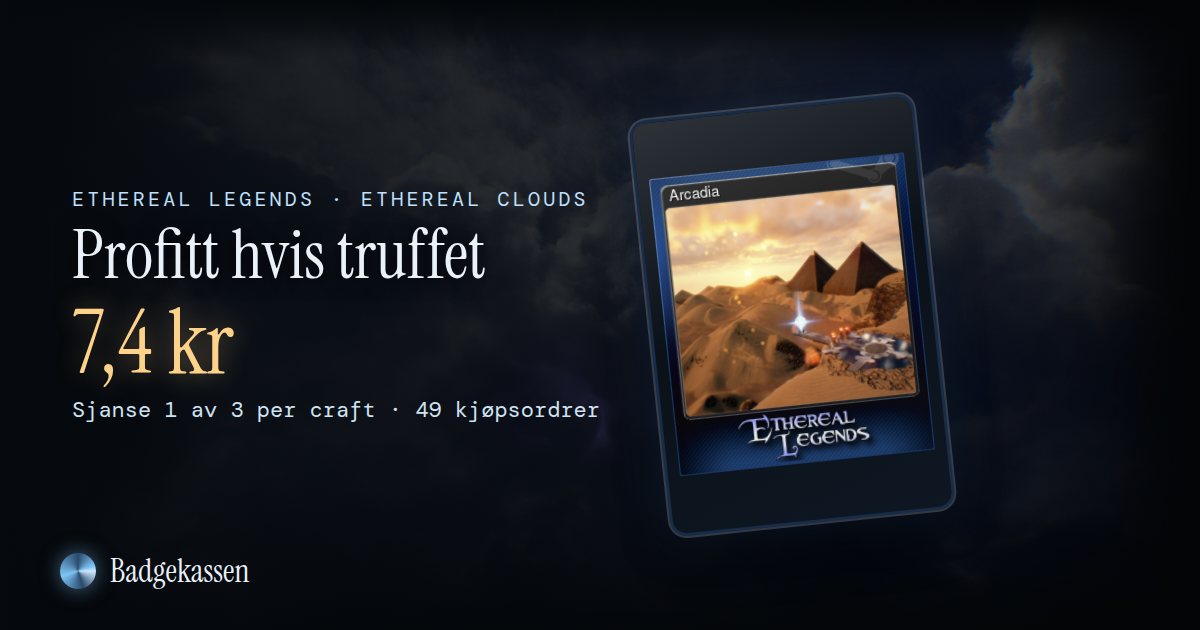 ETHEREAL LEGENDS · ETHEREAL CLOUDS
Profitt hvis truffet
7,4 kr
Sjanse 1 av 3 per craft · 49 kjøpsordrer
Arcadia
ETHEREAL
LEGENDS
Badgekassen